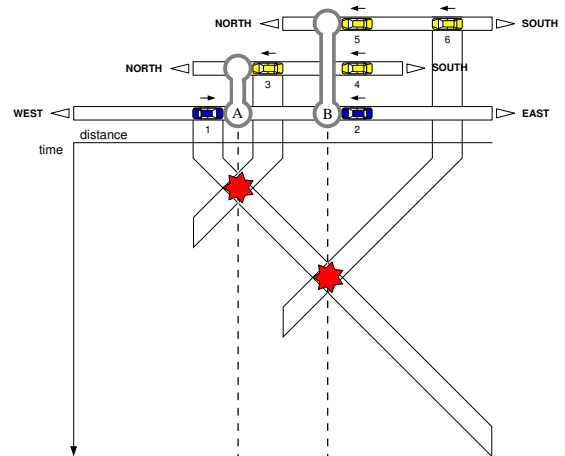 NORTH SOUTH
5 6
NORTH SOUTH
3 4
WEST A B EAST
1 2
distance
time